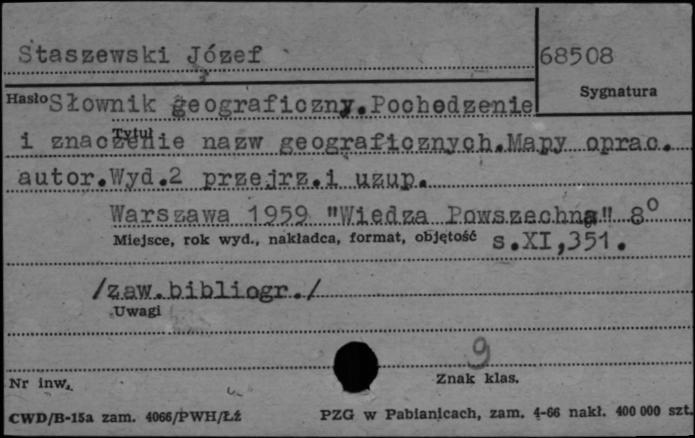 Staszewski Józef 68508
Hasło Sygnatura
Słownik geograficzny.Pochodzenie
Tytuł
i znaczenie nazw geograficznych.Mapy oprac.
autor.Wyd.2 przejrz.i uzup.
Warszawa 1959 "Wiedza Powszechna" 8°
Miejsce, rok wyd., nakładca, format, objętość s.XI,351.
/zaw.bibliogr./
Uwagi
9
Nr inw. Znak klas.
CWD/B-15a zam. 4066/PWH/Łź PZG w Pabianicach, zam. 4-66 nakł. 400 000 szt.